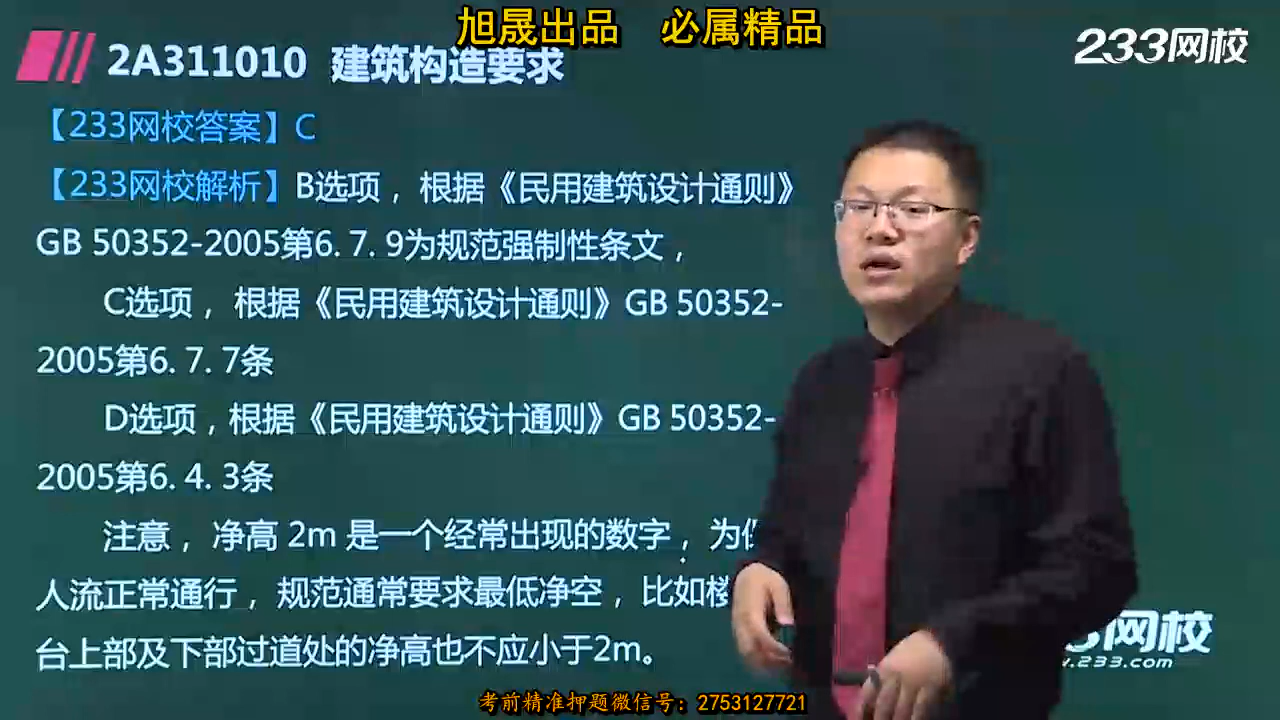 旭晟出品 必属精品
2A311010 建筑构造要求
233网校
【233网校答案】C
【233网校解析】B选项，根据《民用建筑设计通则》
GB 50352-2005第6. 7. 9为规范强制性条文，
C选项，根据《民用建筑设计通则》GB 50352-
2005第6. 7. 7条
D选项，根据《民用建筑设计通则》GB 50352-
2005第6. 4. 3条
注意，净高 2m 是一个经常出现的数字，为
人流正常通行，规范通常要求最低净空，比如
台上部及下部过道处的净高也不应小于2m。
3网校
.233.com
考前精准押题微信号：2753127721